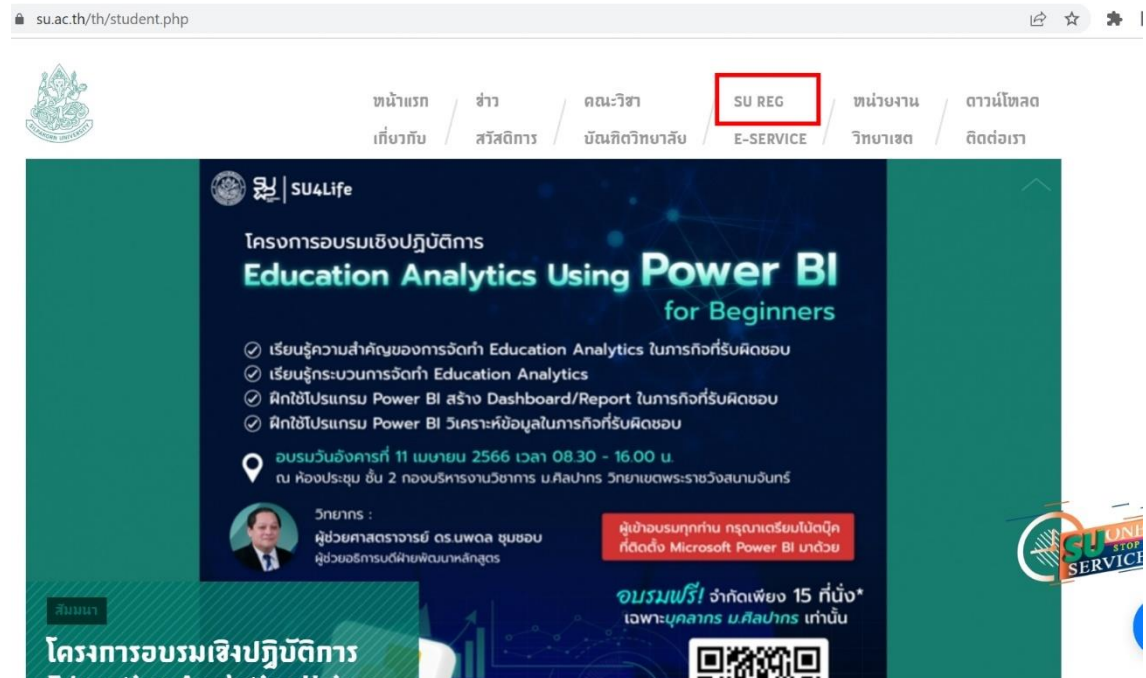 su.ac.th/th/student.php
SILPAKORN UNIVERSITY
หน้าแรก ข่าว คณะวิชา SU REG หน่วยงาน ดาวน์โหลด
เกี่ยวกับ สวัสดิการ บัณฑิตวิทยาลัย E-SERVICE วิทยาเขต ติดต่อเรา
SU4Life
โครงการอบรมเชิงปฏิบัติการ
Education Analytics Using Power BI
for Beginners
เรียนรู้ความสำคัญของการจัดทำ Education Analytics ในภารกิจที่รับผิดชอบ
เรียนรู้กระบวนการจัดทำ Education Analytics
ฝึกใช้โปรแกรม Power BI สร้าง Dashboard/Report ในภารกิจที่รับผิดชอบ
ฝึกใช้โปรแกรม Power BI วิเคราะห์ข้อมูลในภารกิจที่รับผิดชอบ
อบรมวันอังคารที่ 11 เมษายน 2566 เวลา 08.30 - 16.00 น.
ณ ห้องประชุม ชั้น 2 กองบริหารงานวิชาการ ม.ศิลปากร วิทยาเขตพระราชวังสนามจันทร์
วิทยากร :
ผู้ช่วยศาสตราจารย์ ดร.นพดล ชุมชอบ
ผู้ช่วยอธิการบดีฝ่ายพัฒนาหลักสูตร
ผู้เข้าอบรมทุกท่าน กรุณาเตรียมโน้ตบุ๊ค
ที่ติดตั้ง Microsoft Power BI มาด้วย
SU ONE
STOP
SERVICE
อบรมฟรี! จำกัดเพียง 15 ที่นั่ง*
เฉพาะบุคลากร ม.ศิลปากร เท่านั้น
สัมมนา
โครงการอบรมเชิงปฏิบัติการ